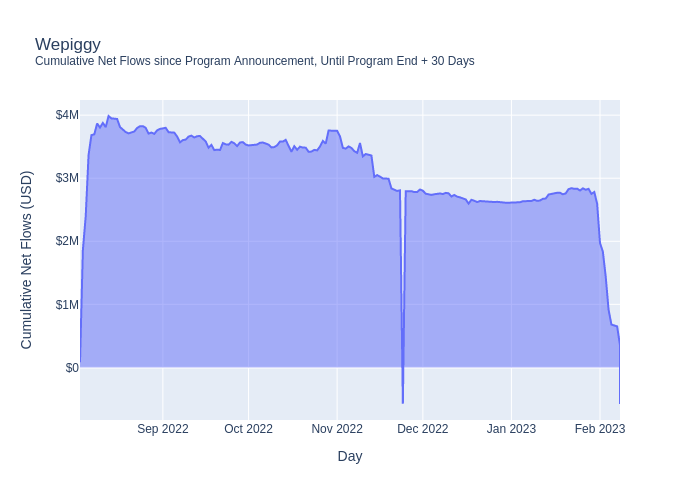 Wepiggy
Cumulative Net Flows since Program Announcement, Until Program End + 30 Days
Cumulative Net Flows (USD)
$4M
$3M
$2M
$1M
$0
Sep 2022
Oct 2022
Nov 2022
Dec 2022
Jan 2023
Feb 2023
Day